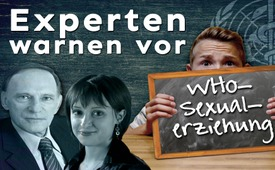 Experten
warnen vor
WHO-
sexual-
erziehung